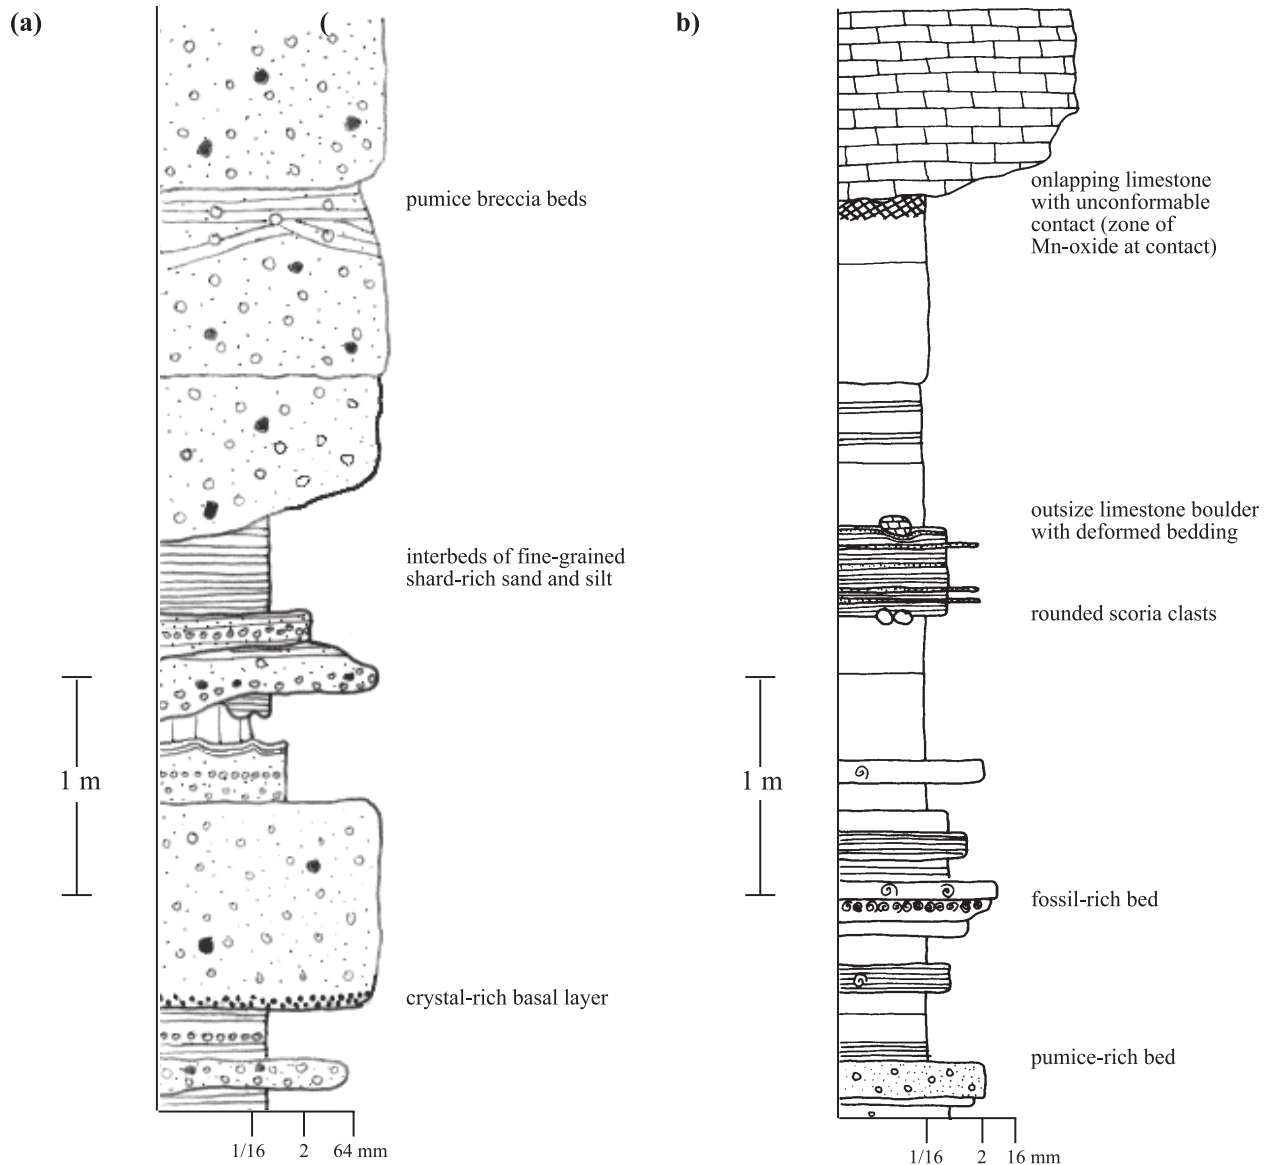 (a)
(
b)
pumice breccia beds
interbeds of fine-grained
shard-rich sand and silt
1 m
crystal-rich basal layer
1/16 2 64 mm
onlapping limestone
with unconformable
contact (zone of
Mn-oxide at contact)
outsize limestone boulder
with deformed bedding
rounded scoria clasts
1 m
fossil-rich bed
pumice-rich bed
1/16 2 16 mm